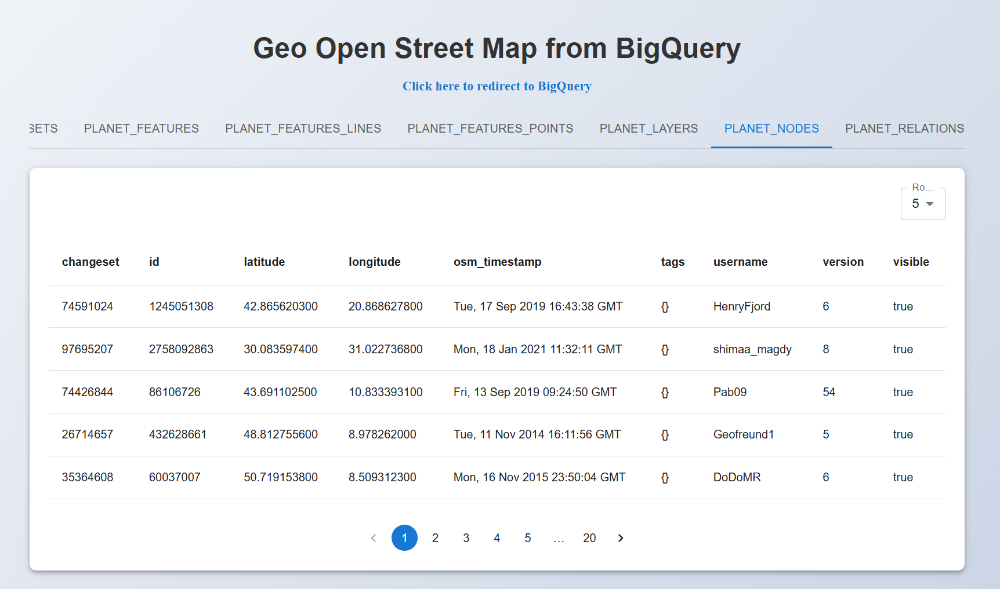 Geo Open Street Map from BigQuery
Click here to redirect to BigQuery
SETS PLANET_FEATURES PLANET_FEATURES_LINES PLANET_FEATURES_POINTS PLANET_LAYERS PLANET_NODES PLANET_RELATIONS
Ro...
5
changeset id latitude longitude osm_timestamp tags username version visible
74591024 1245051308 42.865620300 20.868627800 Tue, 17 Sep 2019 16:43:38 GMT {} HenryFjord 6 true
97695207 2758092863 30.083597400 31.022736800 Mon, 18 Jan 2021 11:32:11 GMT {} shimaa_magdy 8 true
74426844 86106726 43.691102500 10.833393100 Fri, 13 Sep 2019 09:24:50 GMT {} Pab09 54 true
26714657 432628661 48.812755600 8.978262000 Tue, 11 Nov 2014 16:11:56 GMT {} Geofreund1 5 true
35364608 60037007 50.719153800 8.509312300 Mon, 16 Nov 2015 23:50:04 GMT {} DoDoMR 6 true
1 2 3 4 5 ... 20